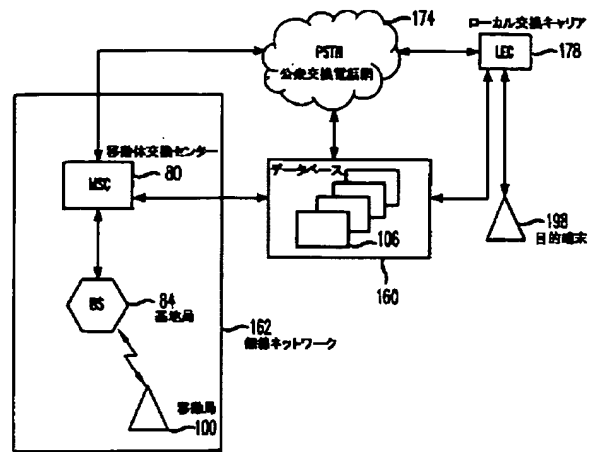 174
ローカル交換キャリア
PSTN
公衆交換電話網
LEC
178
移動体交換センター
MSC
80
データベース
106
160
198
目的端末
BS
84
基地局
162
無線ネットワーク
移動局
100